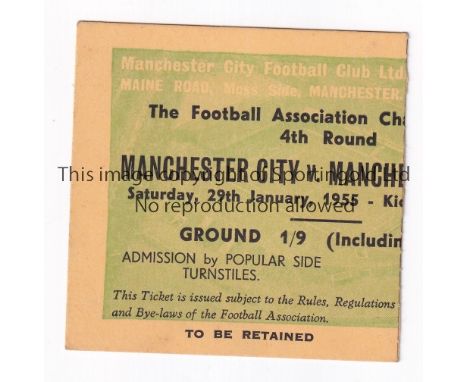 Manchester City Football Club Ltd.
MAINE ROAD, Moss Side, MANCHESTER.
The Football Association Cha
4th Round
MANCHESTER CITY v. MANCHE
This image copyright of Sportingold ltd
Saturday, 29th January, 1955 - Kic
No reproduction allowed
GROUND 1/9 (Includin
ADMISSION by POPULAR SIDE
TURNSTILES.
This Ticket is issued subject to the Rules, Regulations
and Bye-laws of the Football Association.
TO BE RETAINED